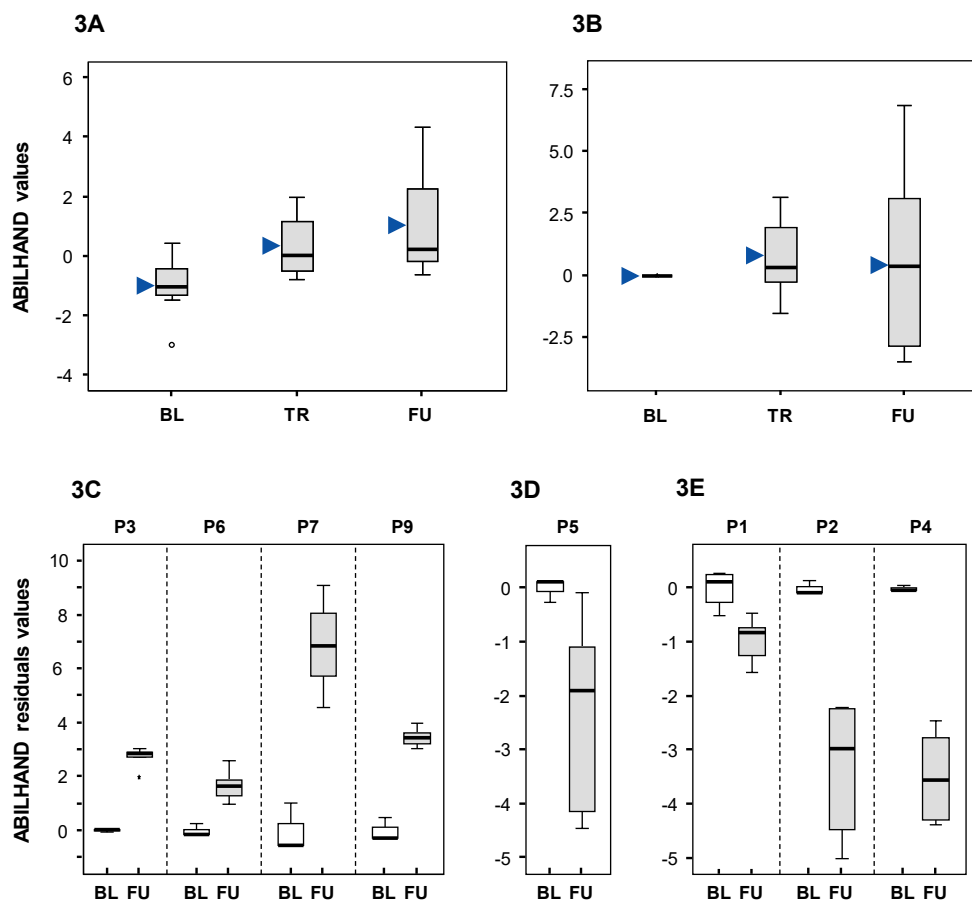 3A
3B
ABILHAND values
6
4
2
0
-2
-4
BL TR FU
7.5
5.0
2.5
0
-2.5
BL TR FU
3C
3D
3E
ABILHAND residuals values
P3 P6 P7 P9
10
8
6
4
2
0
BL FU BL FU BL FU BL FU
P5
0
-1
-2
-3
-4
-5
BL FU
P1 P2 P4
0
-1
-2
-3
-4
-5
BL FU BL FU BL FU